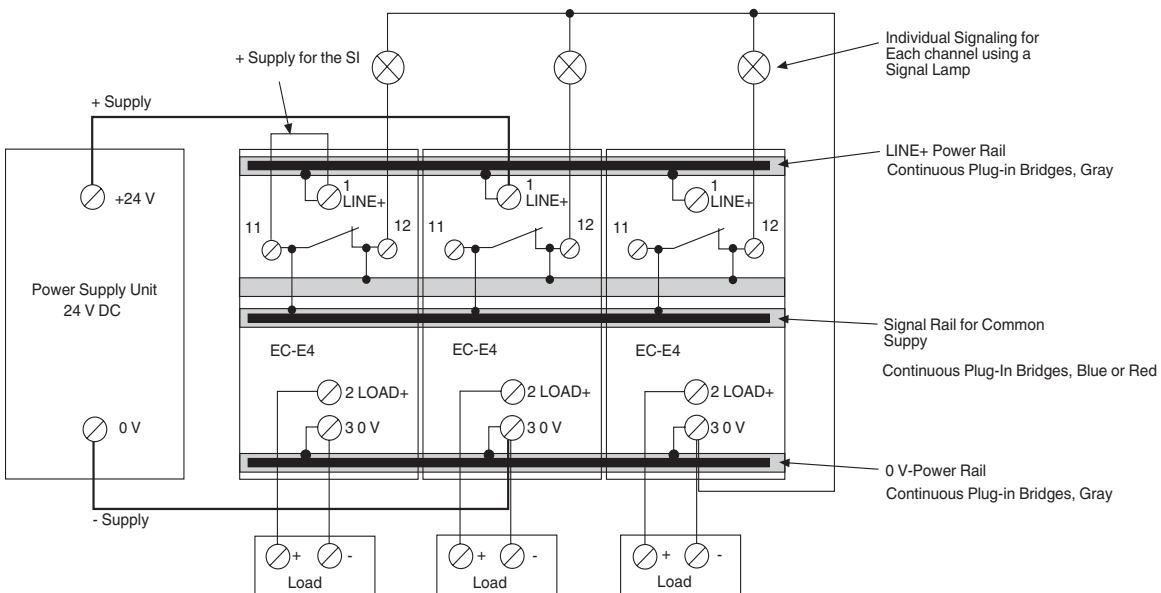 Individual Signaling for
Each channel using a
Signal Lamp
+ Supply for the SI
+ Supply
LINE+ Power Rail
Continuous Plug-in Bridges, Gray
+24 V
1
LINE+
1
LINE+
1
LINE+
11
12
11
12
11
12
Power Supply Unit
24 V DC
Signal Rail for Common
Suppy
Continuous Plug-In Bridges, Blue or Red
EC-E4
EC-E4
EC-E4
2 LOAD+
2 LOAD+
2 LOAD+
0 V
3 0 V
3 0 V
3 0 V
0 V-Power Rail
Continuous Plug-in Bridges, Gray
- Supply
+ -
+ -
+ -
Load
Load
Load